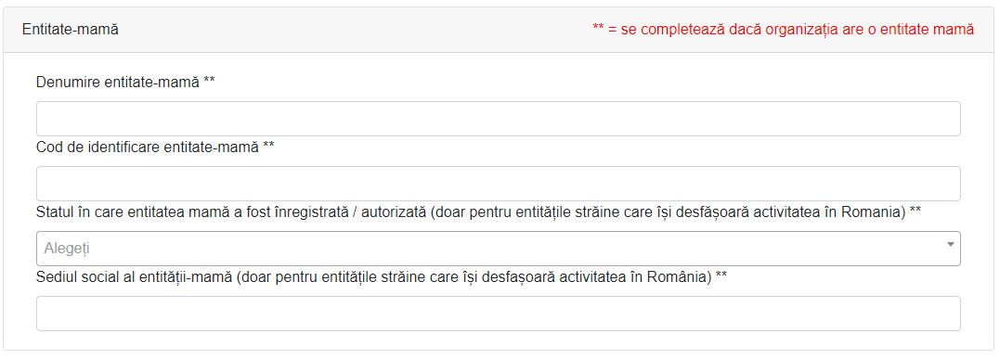 Entitate-mamă
** = se completează dacă organizația are o entitate mamă
Denumire entitate-mamă **
Cod de identificare entitate-mamă **
Statul în care entitatea mamă a fost înregistrată / autorizată (doar pentru entitățile străine care își desfășoară activitatea în Romania) **
Alegeți
Sediul social al entității-mamă (doar pentru entitățile străine care își desfașoară activitatea în România) **